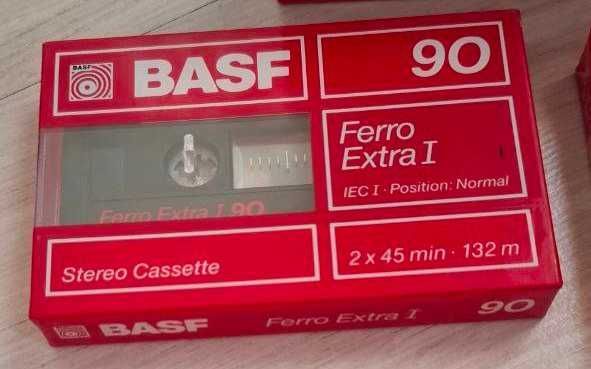 BASF
BASF
90
Ferro
Extra I
IEC I · Position: Normal
Ferro Extra I 90
Stereo Cassette
2 x 45 min · 132 m
BASF
Ferro Extra I
90